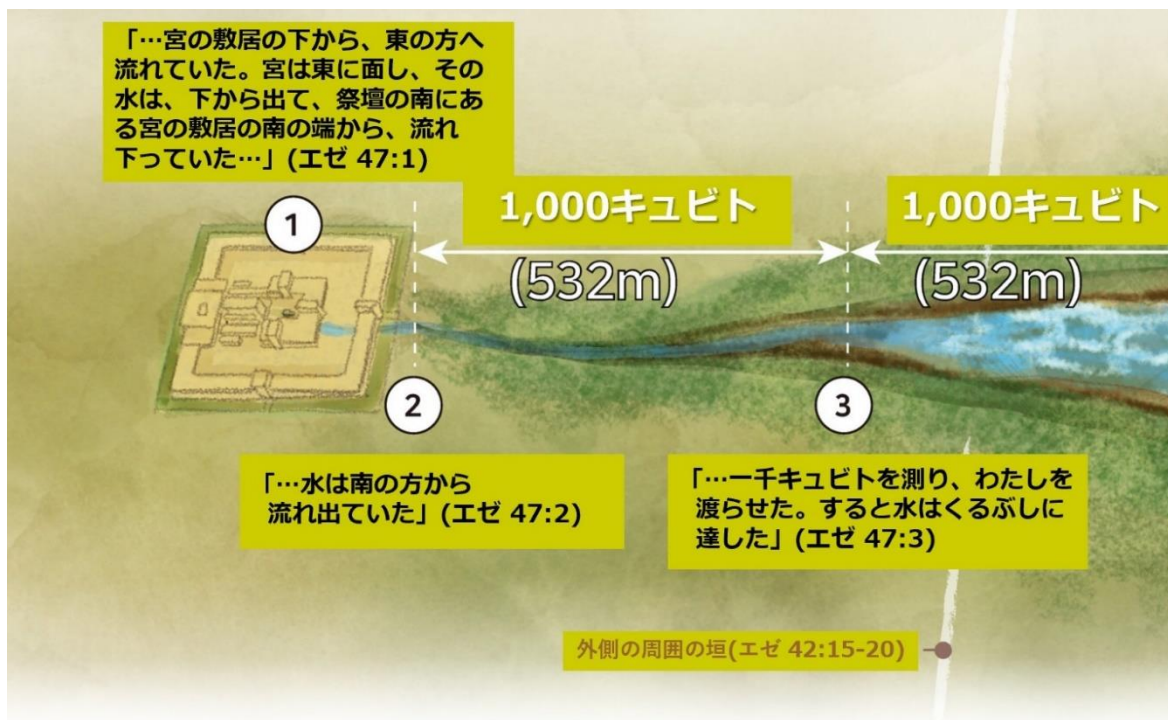 「…宮の敷居の下から、東の方へ
流れていた。宮は東に面し、その
水は、下から出て、祭壇の南にあ
る宮の敷居の南の端から、流れ
下っていた…」(エゼ 47:1)
1,000キュビト
(532m)
1,000キュビト
(532m)
1
2
3
「…水は南の方から
流れ出ていた」(エゼ 47:2)
「…一千キュビトを測り、わたしを
渡らせた。すると水はくるぶしに
達した」(エゼ 47:3)
外側の周囲の垣(エゼ 42:15-20)